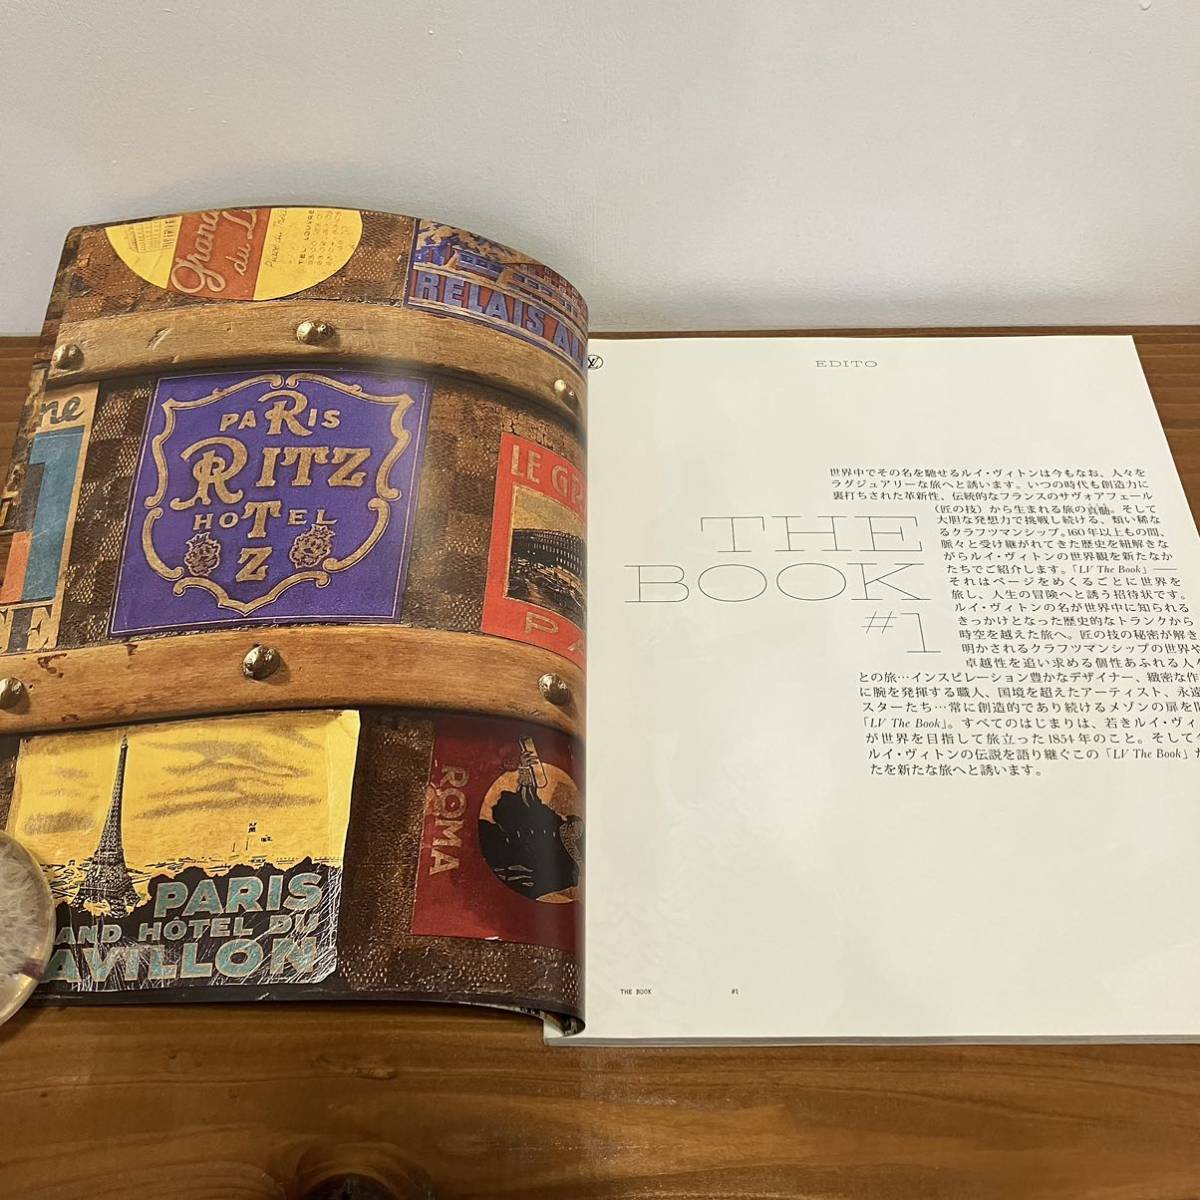 Grand
du L
TEL LOUVRE
RELAIS
PARIS
RITZ
HOTEL
LE GR
PA
ROMA
PARIS
AND HÔTEL DU
AVILLON
LV
EDITO
THE
BOOK
#1
世界中でその名を馳せるルイ・ヴィトンは今もなお、人々を
ラグジュアリーな旅へと誘います。いつの時代も創造力に
裏打ちされた革新性、伝統的なフランスのサヴォアフェール
(匠の技)から生まれる旅の真髄。そして
大胆な発想力で挑戦し続ける、類い稀な
るクラフツマンシップ。160年以上もの間、
脈々と受け継がれてきた歴史を紐解きな
がらルイ・ヴィトンの世界観を新たなか
たちでご紹介します。「LV The Book」――
それはページをめくるごとに世界を
旅し、人生の冒険へと誘う招待状です。
ルイ・ヴィトンの名が世界中に知られる
きっかけとなった歴史的なトランクから
時空を越えた旅へ。匠の技の秘密が解き
明かされるクラフツマンシップの世界や
卓越性を追い求める個性あふれる人々
との旅…インスピレーション豊かなデザイナー、緻密な作
に腕を発揮する職人、国境を超えたアーティスト、永遠
スターたち…常に創造的であり続けるメゾンの扉を開
「LV The Book」。すべてのはじまりは、若きルイ・ヴィ
が世界を目指して旅立った1854年のこと。そして
ルイ・ヴィトンの伝説を語り継ぐこの「LV The Book」が
たを新たな旅へと誘います。
THE BOOK #1